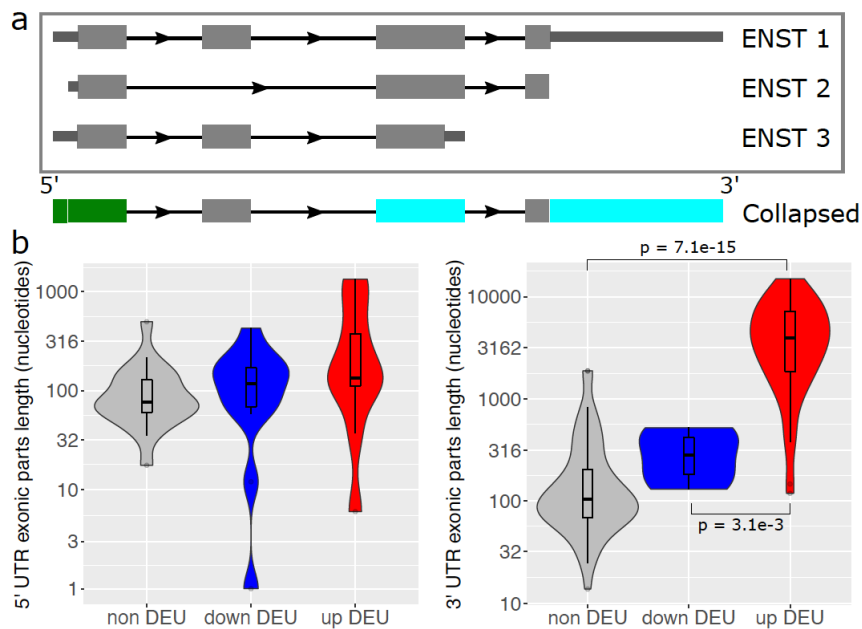 a
ENST 1
ENST 2
ENST 3
5'
3'
Collapsed
b
5' UTR exonic parts length (nucleotides)
1000
316
100
32
10
3
1
non DEU
down DEU
up DEU
3' UTR exonic parts length (nucleotides)
p = 7.1e-15
10000
3162
1000
316
100
32
10
p = 3.1e-3
non DEU
down DEU
up DEU